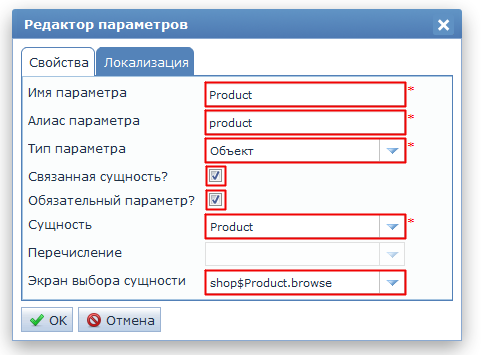 Редактор параметров
Свойства Локализация
Имя параметра Product *
Алиас параметра product *
Тип параметра Объект *
Связанная сущность?
Обязательный параметр?
Сущность Product *
Перечисление
Экран выбора сущности shop$Product.browse
OK Отмена